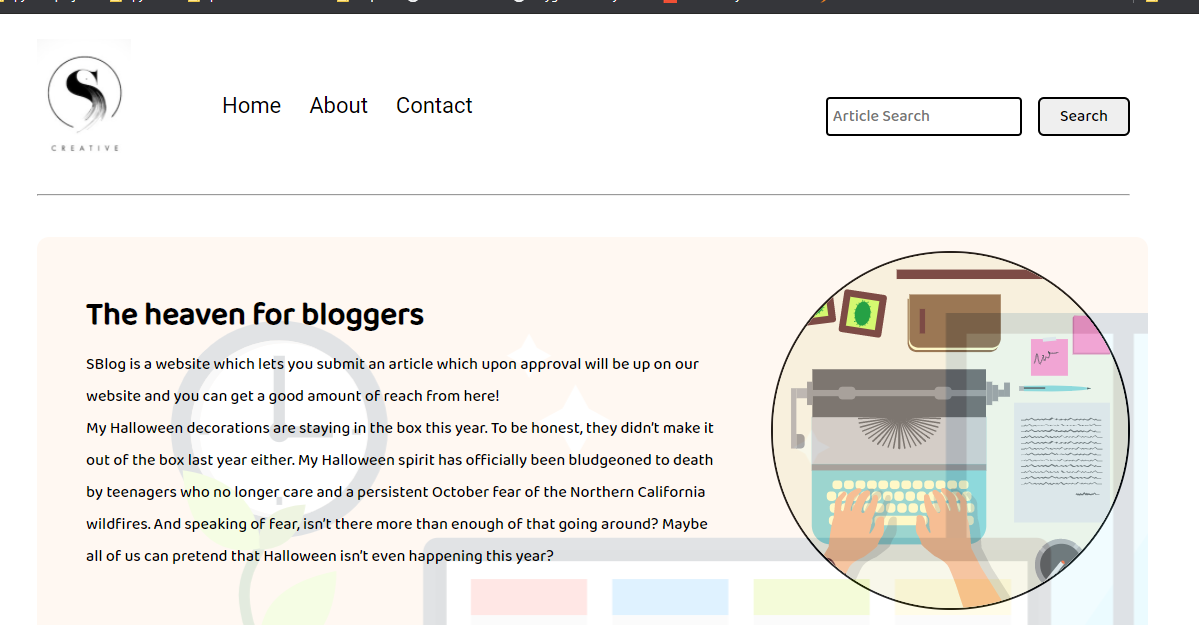 CREATIVE
Home About Contact
Article Search
Search
The heaven for bloggers
SBlog is a website which lets you submit an article which upon approval will be up on our
website and you can get a good amount of reach from here!
My Halloween decorations are staying in the box this year. To be honest, they didn't make it
out of the box last year either. My Halloween spirit has officially been bludgeoned to death
by teenagers who no longer care and a persistent October fear of the Northern California
wildfires. And speaking of fear, isn't there more than enough of that going around? Maybe
all of us can pretend that Halloween isn't even happening this year?